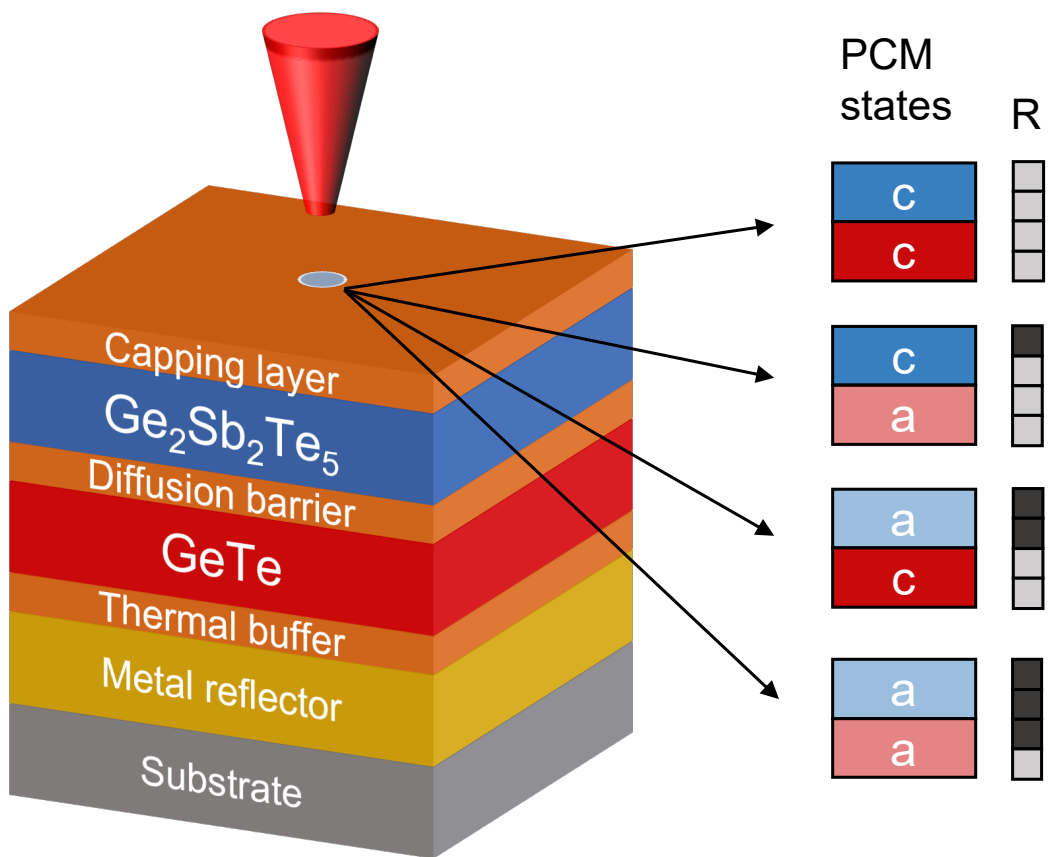 PCM
states
R
c
c
c
a
a
c
a
a
Capping layer
Ge₂Sb₂Te₅
Diffusion barrier
GeTe
Thermal buffer
Metal reflector
Substrate